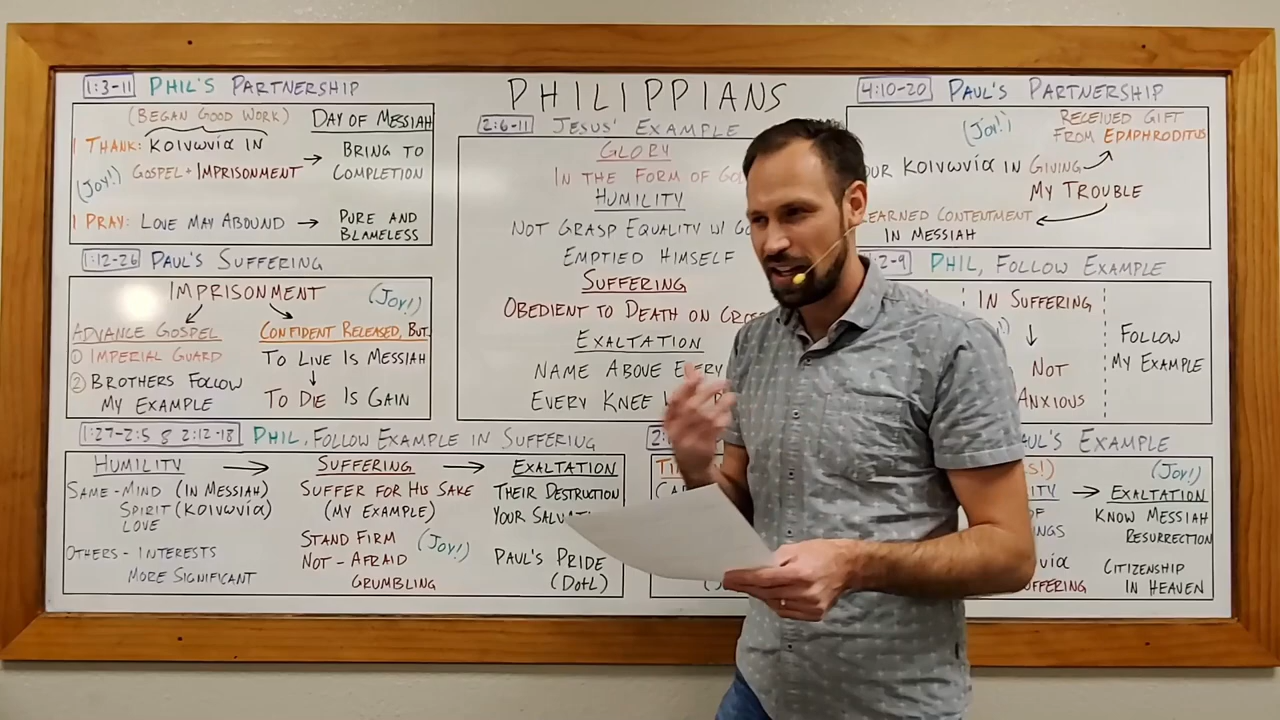 PHILIPPIANS
1:3-11 PHIL'S PARTNERSHIP
(BEGAN GOOD WORK) DAY OF MESSIAH
I THANK: Κοινωνία IN → BRING TO
(JOY!) GOSPEL + IMPRISONMENT COMPLETION
I PRAY: LOVE MAY ABOUND → PURE AND
BLAMELESS
1:12-26 PAUL'S SUFFERING
IMPRISONMENT (JOY!)
ADVANCE GOSPEL CONFIDENT RELEASED, BUT
① IMPERIAL GUARD TO LIVE IS MESSIAH
② BROTHERS FOLLOW ↓
MY EXAMPLE TO DIE IS GAIN
1:27-2:5 & 2:12-18 PHIL, FOLLOW EXAMPLE IN SUFFERING
HUMILITY → SUFFERING → EXALTATION
SAME-MIND (IN MESSIAH) SUFFER FOR HIS SAKE THEIR DESTRUCTION
SPIRIT (Κοινωνία) (MY EXAMPLE) YOUR
LOVE STAND FIRM (JOY!)
OTHERS - INTERESTS NOT - AFRAID PAUL'S PRIDE
MORE SIGNIFICANT GRUMBLING (DotL)
2:6-11 JESUS' EXAMPLE
GLORY
IN THE FORM OF
HUMILITY
NOT GRASP EQUALITY W/
EMPTIED HIMSELF
SUFFERING
OBEDIENT TO DEATH ON
EXALTATION
NAME ABOVE
EVERY KNEE
4:10-20 PAUL'S PARTNERSHIP
(JOY!) RECEIVED GIFT
FROM EPAPHRODITUS
Κοινωνία IN GIVING
MY TROUBLE
LEARNED CONTENTMENT
IN MESSIAH
PHIL, FOLLOW EXAMPLE
IN SUFFERING
↓ FOLLOW
NOT MY EXAMPLE
ANXIOUS
EXAMPLE
(JOY!)
→ EXALTATION
KNOW MESSIAH
RESURRECTION
CITIZENSHIP
IN HEAVEN